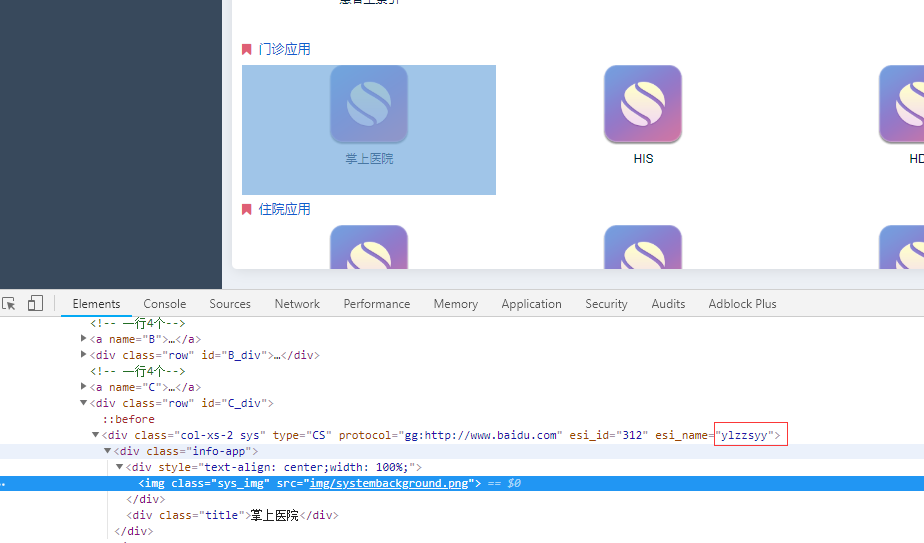 门诊应用
掌上医院
HIS
住院应用
Elements Console Sources Network Performance Memory Application Security Audits Adblock Plus
<!-- 一行4个-->
<a name="B">…</a>
<div class="row" id="B_div">…</div>
<!-- 一行4个-->
<a name="C">…</a>
<div class="row" id="C_div">
::before
<div class="col-xs-2 sys" type="CS" protocol="gg:http://www.baidu.com" esi_id="312" esi_name="ylzzsyy">
<div class="info-app">
<div style="text-align: center;width: 100%;">
<img class="sys_img" src="img/systembackground.png"> == $0
</div>
<div class="title">掌上医院</div>
</div>